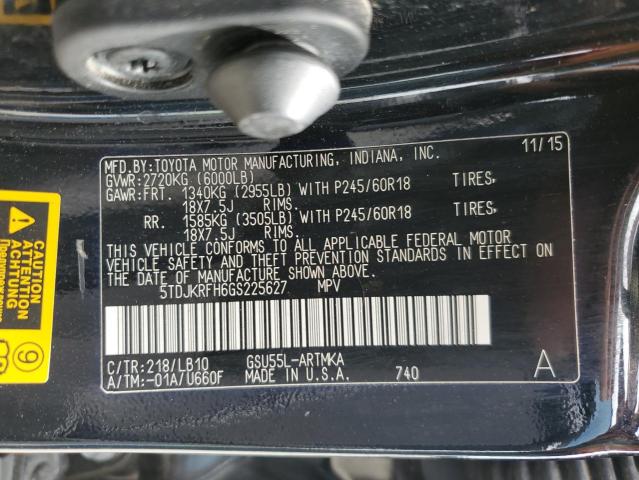 MFD.BY:TOYOTA MOTOR MANUFACTURING, INDIANA, INC. 11/15
GVWR:2720KG (6000LB)
GAWR:FRT. 1340KG (2955LB) WITH P245/60R18 TIRES,
18X7.5J RIMS.
RR. 1585KG (3505LB) WITH P245/60R18 TIRES,
18X7.5J RIMS.
THIS VEHICLE CONFORMS TO ALL APPLICABLE FEDERAL MOTOR
VEHICLE SAFETY AND THEFT PREVENTION STANDARDS IN EFFECT ON
THE DATE OF MANUFACTURE SHOWN ABOVE.
5TDJKRFH6GS225627 MPV
C/TR:218/LB10 GSU55L-ARTMKA
A/TM:-01A/U660F MADE IN U.S.A. 740 A
CAUTION
ATTENTION
ACHTUNG
9